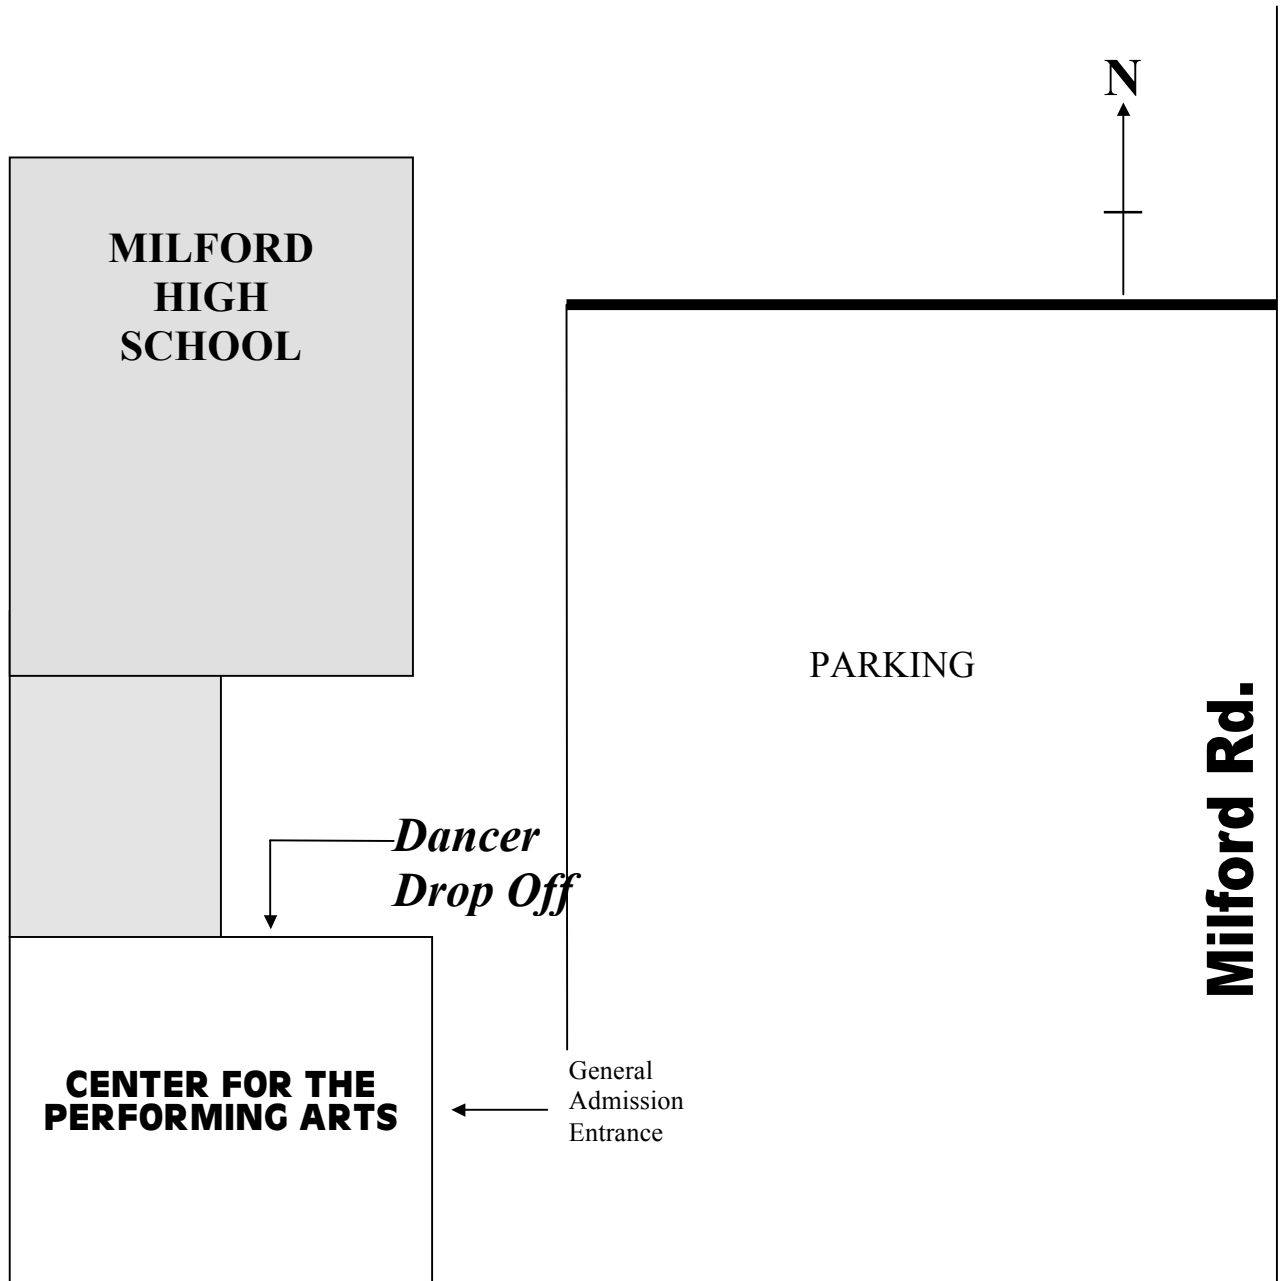 N
MILFORD
HIGH
SCHOOL
PARKING
Milford Rd.
Dancer
Drop Off
General
Admission
Entrance
CENTER FOR THE
PERFORMING ARTS